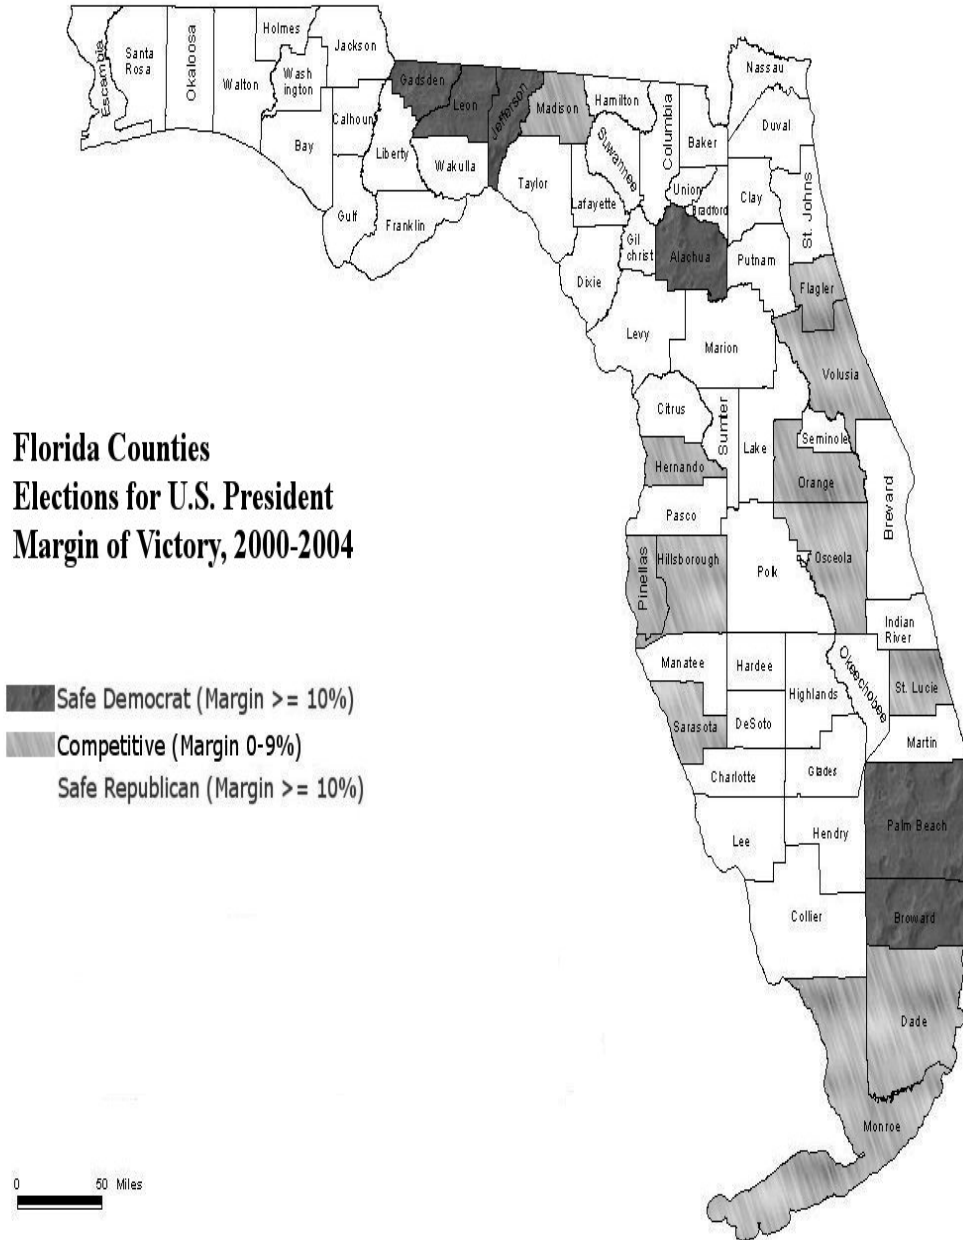 Holmes
Jackson
Escambia
Santa
Rosa
Okaloosa
Walton
Wash
ington
Bay
Calhoun
Gulf
Liberty
Franklin
Gadsden
Leon
Wakulla
Jefferson
Madison
Taylor
Hamilton
Suwannee
Lafayette
Columbia
Baker
Nassau
Duval
Union
Bradford
Clay
St. Johns
Gil
christ
Alachua
Putnam
Dixie
Flagler
Levy
Marion
Volusia
Citrus
Sumter
Lake
Seminole
Hernando
Orange
Brevard
Pasco
Pinellas
Hillsborough
Polk
Osceola
Indian
River
Manatee
Hardee
Highlands
Okeechobee
St. Lucie
Sarasota
DeSoto
Martin
Charlotte
Glades
Lee
Hendry
Palm Beach
Collier
Broward
Dade
Monroe
Florida Counties
Elections for U.S. President
Margin of Victory, 2000-2004
Safe Democrat (Margin >= 10%)
Competitive (Margin 0-9%)
Safe Republican (Margin >= 10%)
0 50 Miles